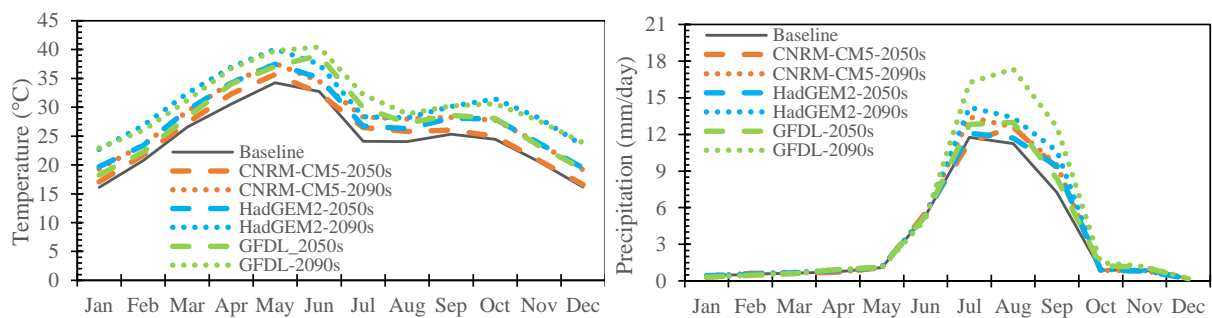 45
40
35
30
25
20
15
10
5
0
Temperature (°C)
Baseline
CNRM-CM5-2050s
CNRM-CM5-2090s
HadGEM2-2050s
HadGEM2-2090s
GFDL_2050s
GFDL-2090s
Jan Feb Mar Apr May Jun Jul Aug Sep Oct Nov Dec
21
18
15
12
9
6
3
0
Precipitation (mm/day)
Baseline
CNRM-CM5-2050s
CNRM-CM5-2090s
HadGEM2-2050s
HadGEM2-2090s
GFDL-2050s
GFDL-2090s
Jan Feb Mar Apr May Jun Jul Aug Sep Oct Nov Dec